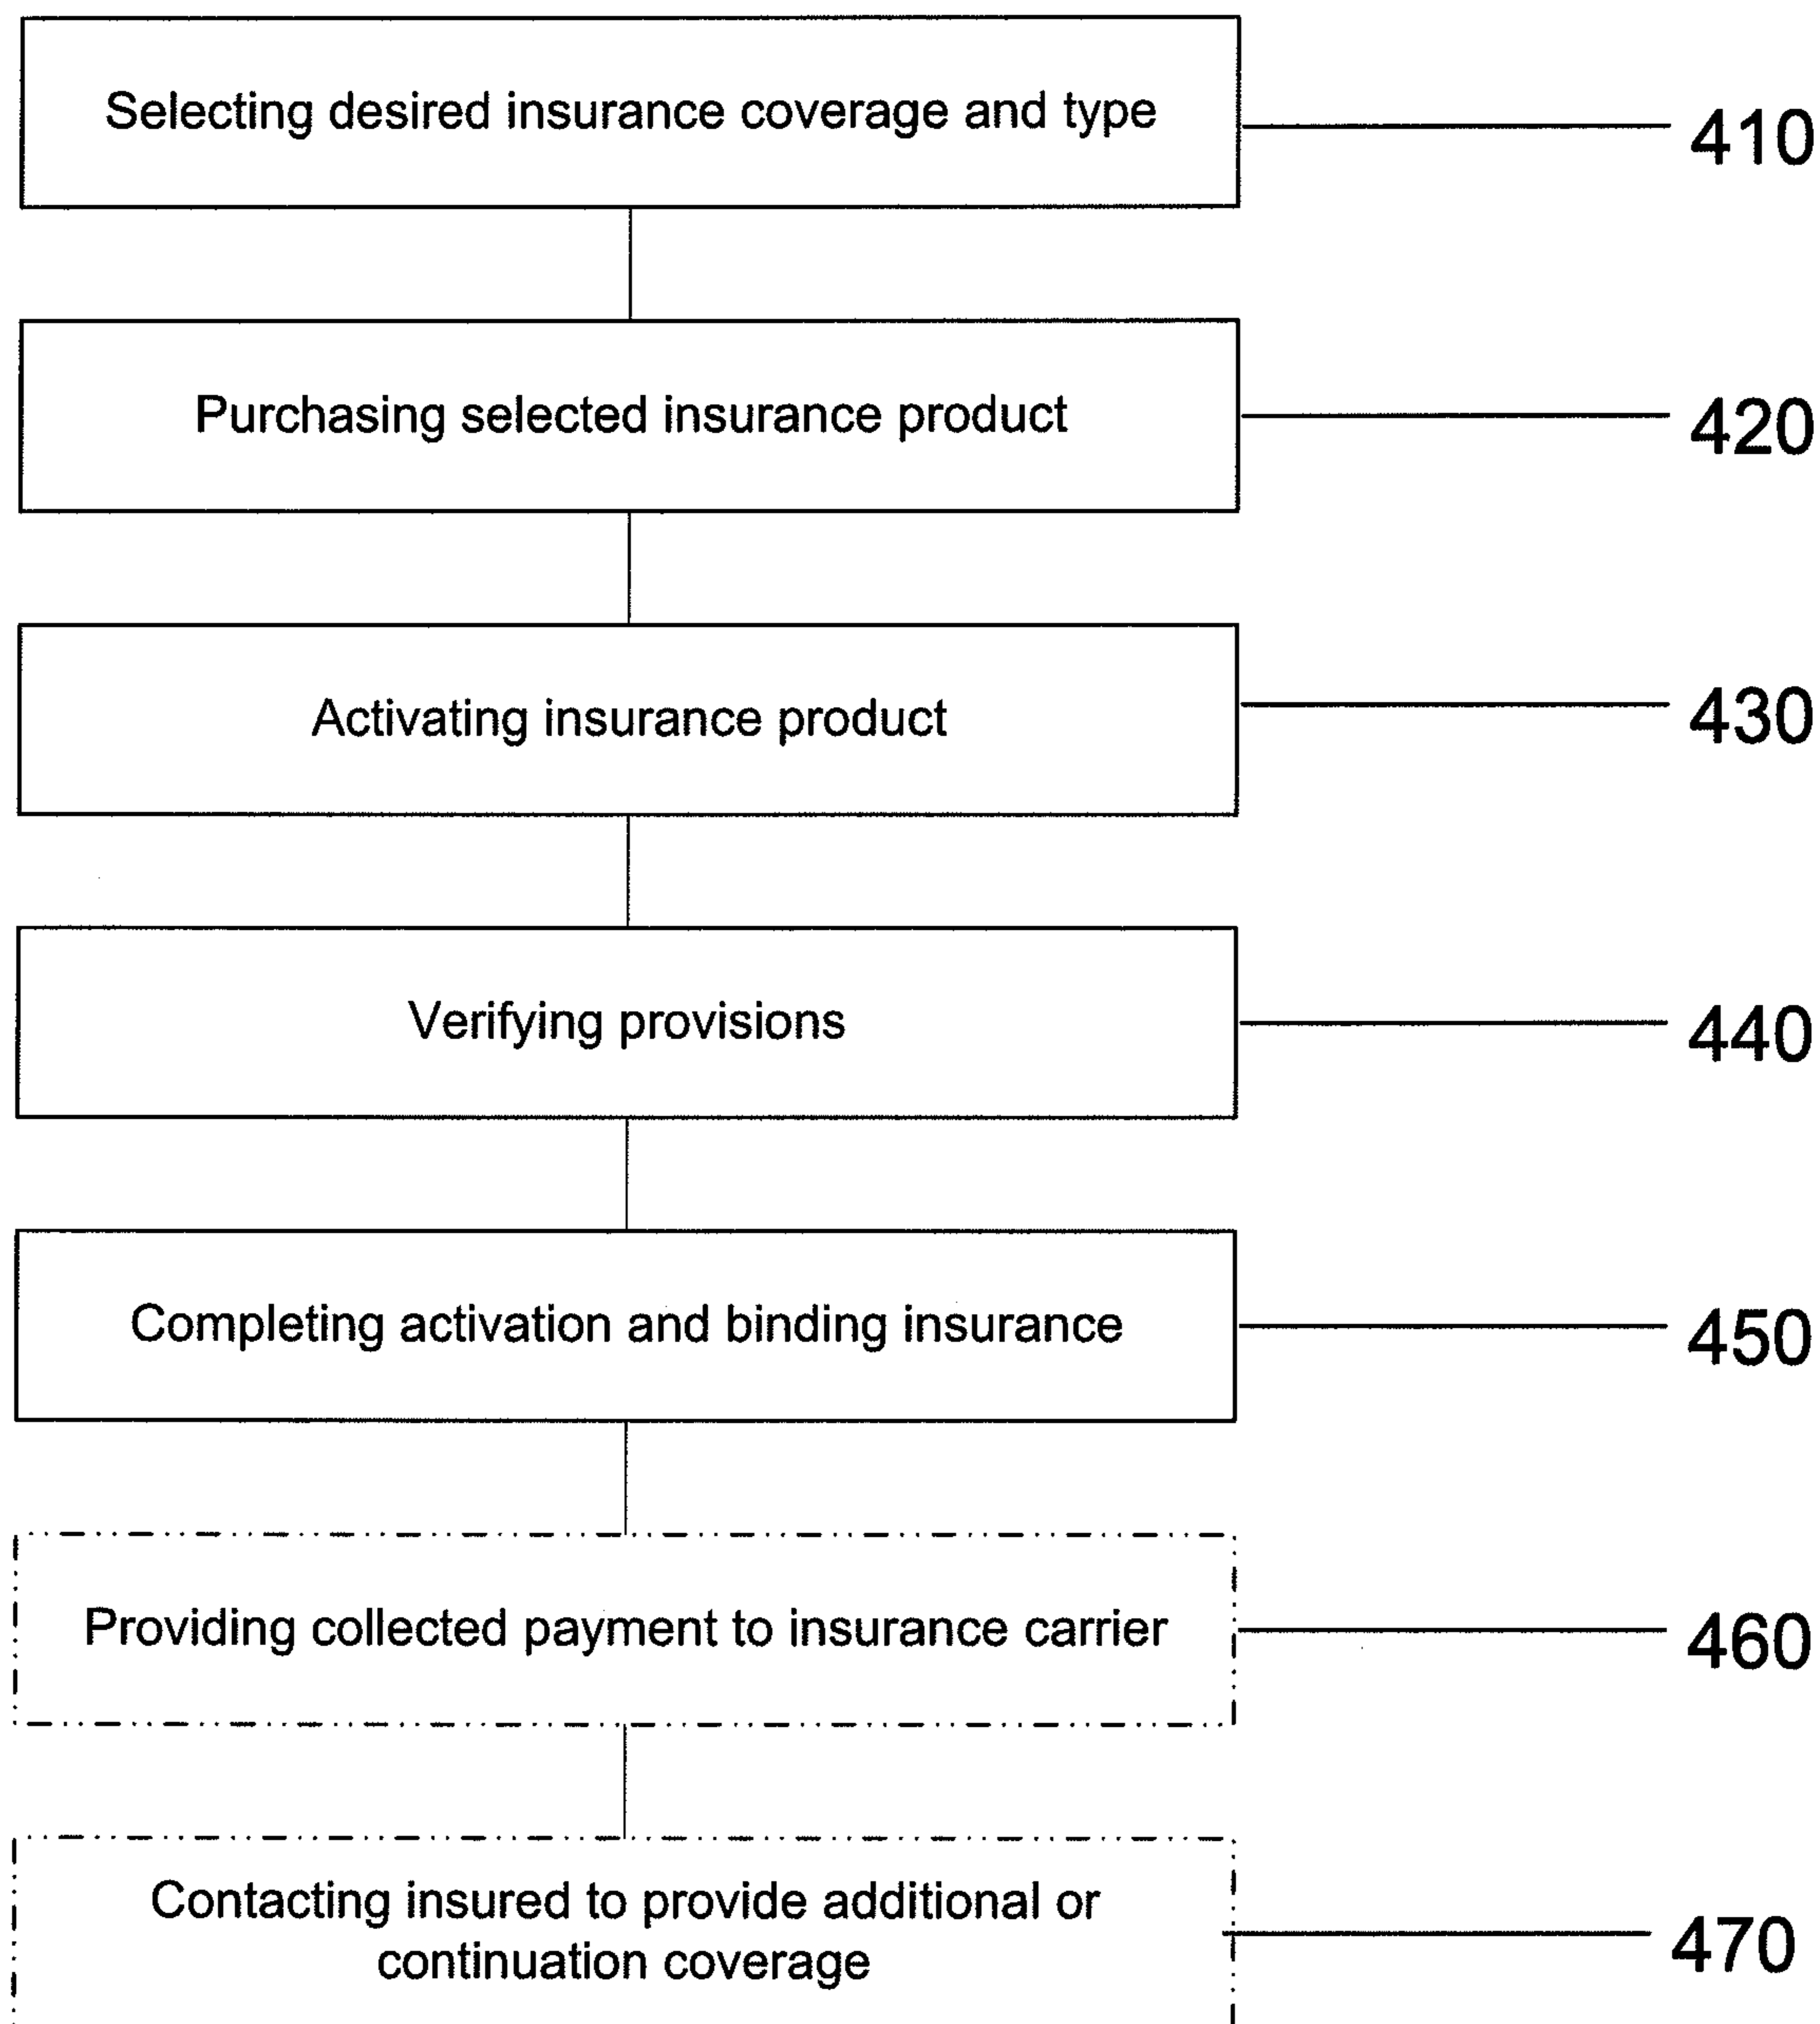 Selecting desired insurance coverage and type
410
Purchasing selected insurance product
420
Activating insurance product
430
Verifying provisions
440
Completing activation and binding insurance
450
Providing collected payment to insurance carrier
460
Contacting insured to provide additional or
continuation coverage
470